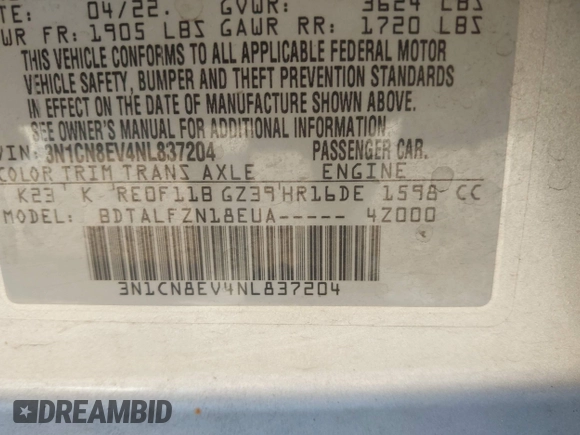 TE: 04/22. GVWR: 3624 LBS
WR FR: 1905 LBS GAWR RR: 1720 LBS
THIS VEHICLE CONFORMS TO ALL APPLICABLE FEDERAL MOTOR
VEHICLE SAFETY, BUMPER AND THEFT PREVENTION STANDARDS
IN EFFECT ON THE DATE OF MANUFACTURE SHOWN ABOVE.
SEE OWNER'S MANUAL FOR ADDITIONAL INFORMATION
VIN: 3N1CN8EV4NL837204 PASSENGER CAR.
COLOR TRIM TRANS AXLE ENGINE
K23 K RE0F11B GZ39 HR16DE 1598 CC
MODEL: BDTALFZN18EUA----- 4Z000
3N1CN8EV4NL837204
DREAMBID